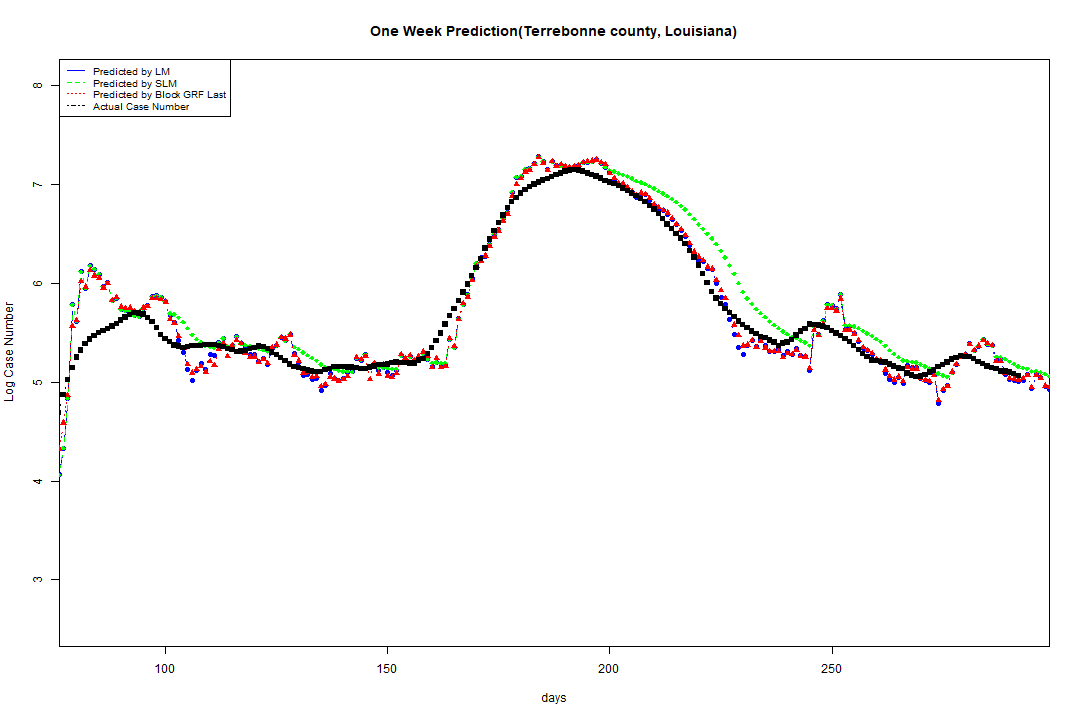 One Week Prediction(Terrebonne county, Louisiana)
Predicted by LM
Predicted by SLM
Predicted by Block GRF Last
Actual Case Number
8
7
6
5
4
3
Log Case Number
100 150 200 250
days